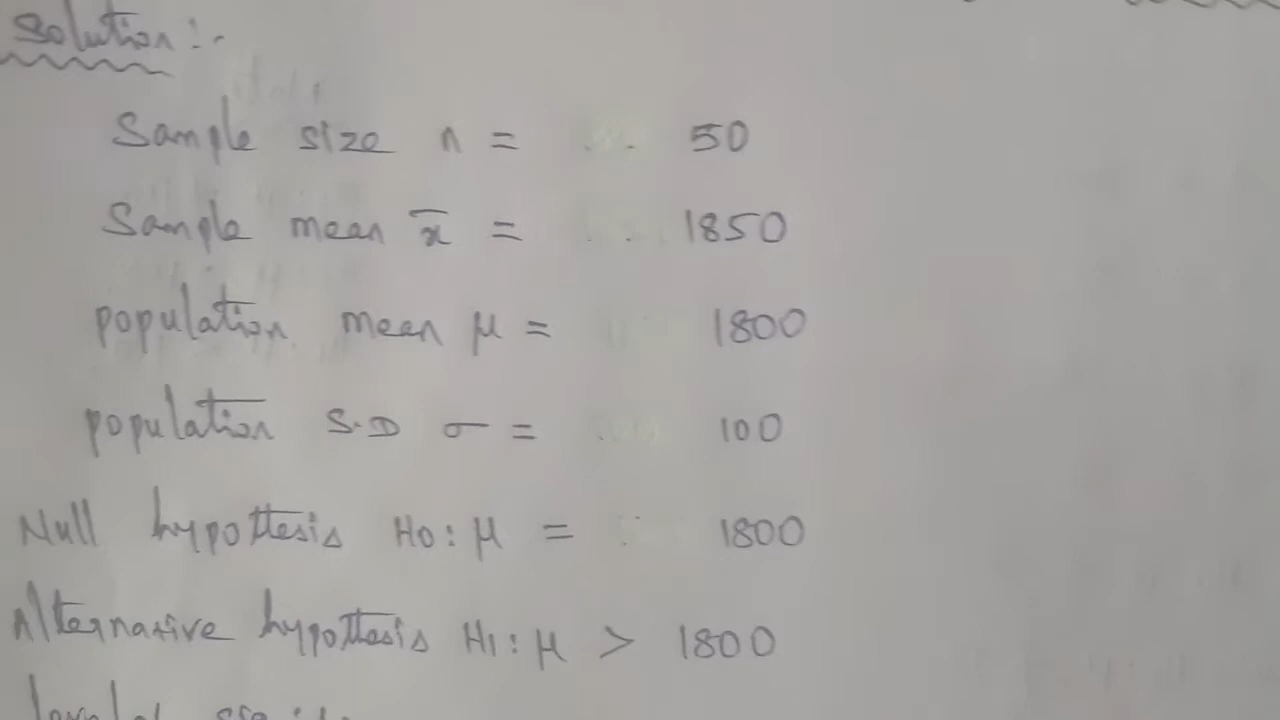 Solution :-
Sample size n = 50
Sample mean x̄ = 1850
population mean μ = 1800
population S.D σ = 100
Null hypothesis H0 : μ = 1800
Alternative hypothesis H1 : μ > 1800